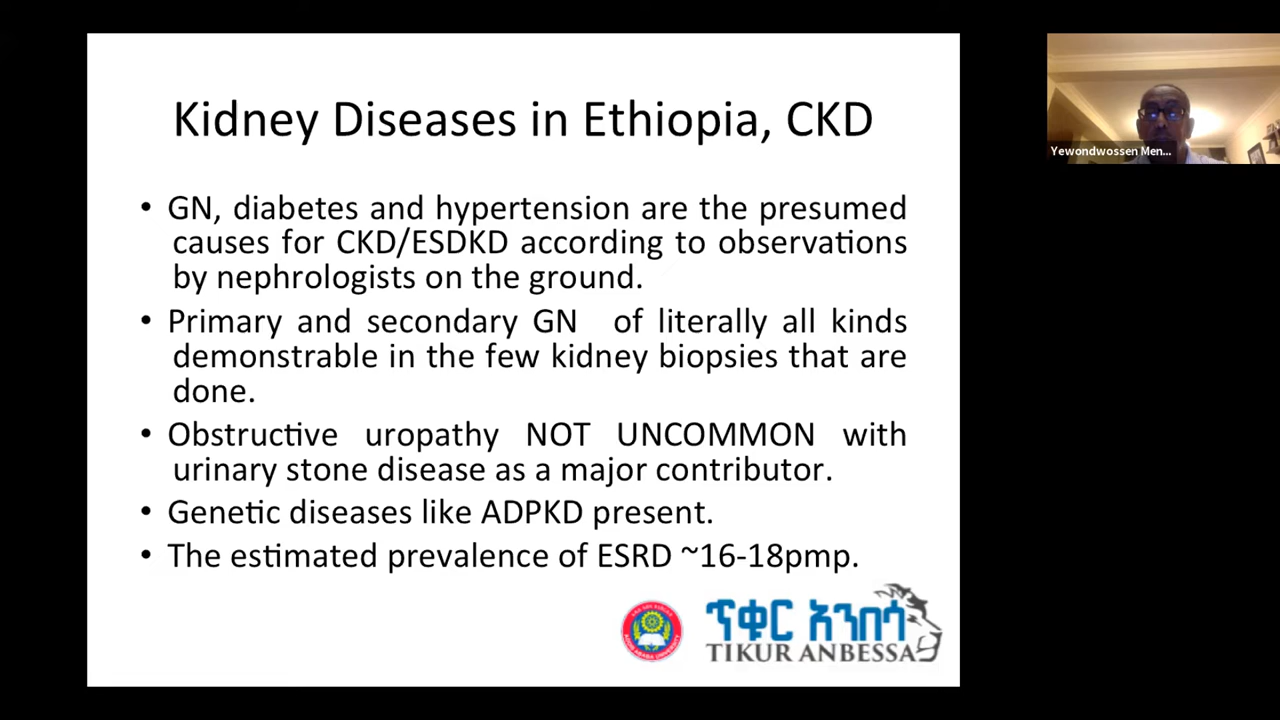 Kidney Diseases in Ethiopia, CKD
• GN, diabetes and hypertension are the presumed
causes for CKD/ESDKD according to observations
by nephrologists on the ground.
• Primary and secondary GN of literally all kinds
demonstrable in the few kidney biopsies that are
done.
• Obstructive uropathy NOT UNCOMMON with
urinary stone disease as a major contributor.
• Genetic diseases like ADPKD present.
• The estimated prevalence of ESRD ~16-18pmp.
ጥቁር አንበሳ
TIKUR ANBESSA
ADDIS ABABA UNIVERSITY
Yewondwossen Men...